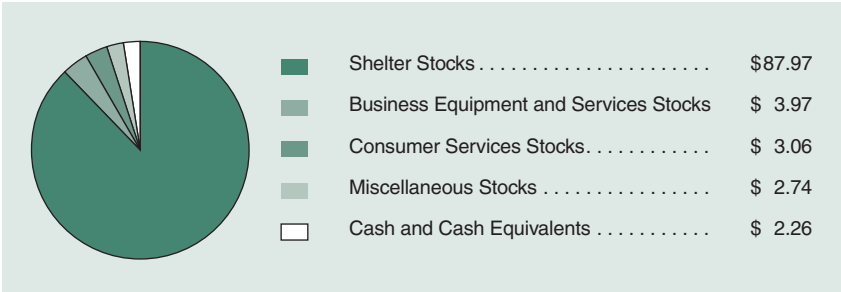 Shelter Stocks . . . . . . . . . . . . . . . . . . . . . . $87.97
Business Equipment and Services Stocks $ 3.97
Consumer Services Stocks. . . . . . . . . . . . $ 3.06
Miscellaneous Stocks . . . . . . . . . . . . . . . . $ 2.74
Cash and Cash Equivalents . . . . . . . . . . . $ 2.26